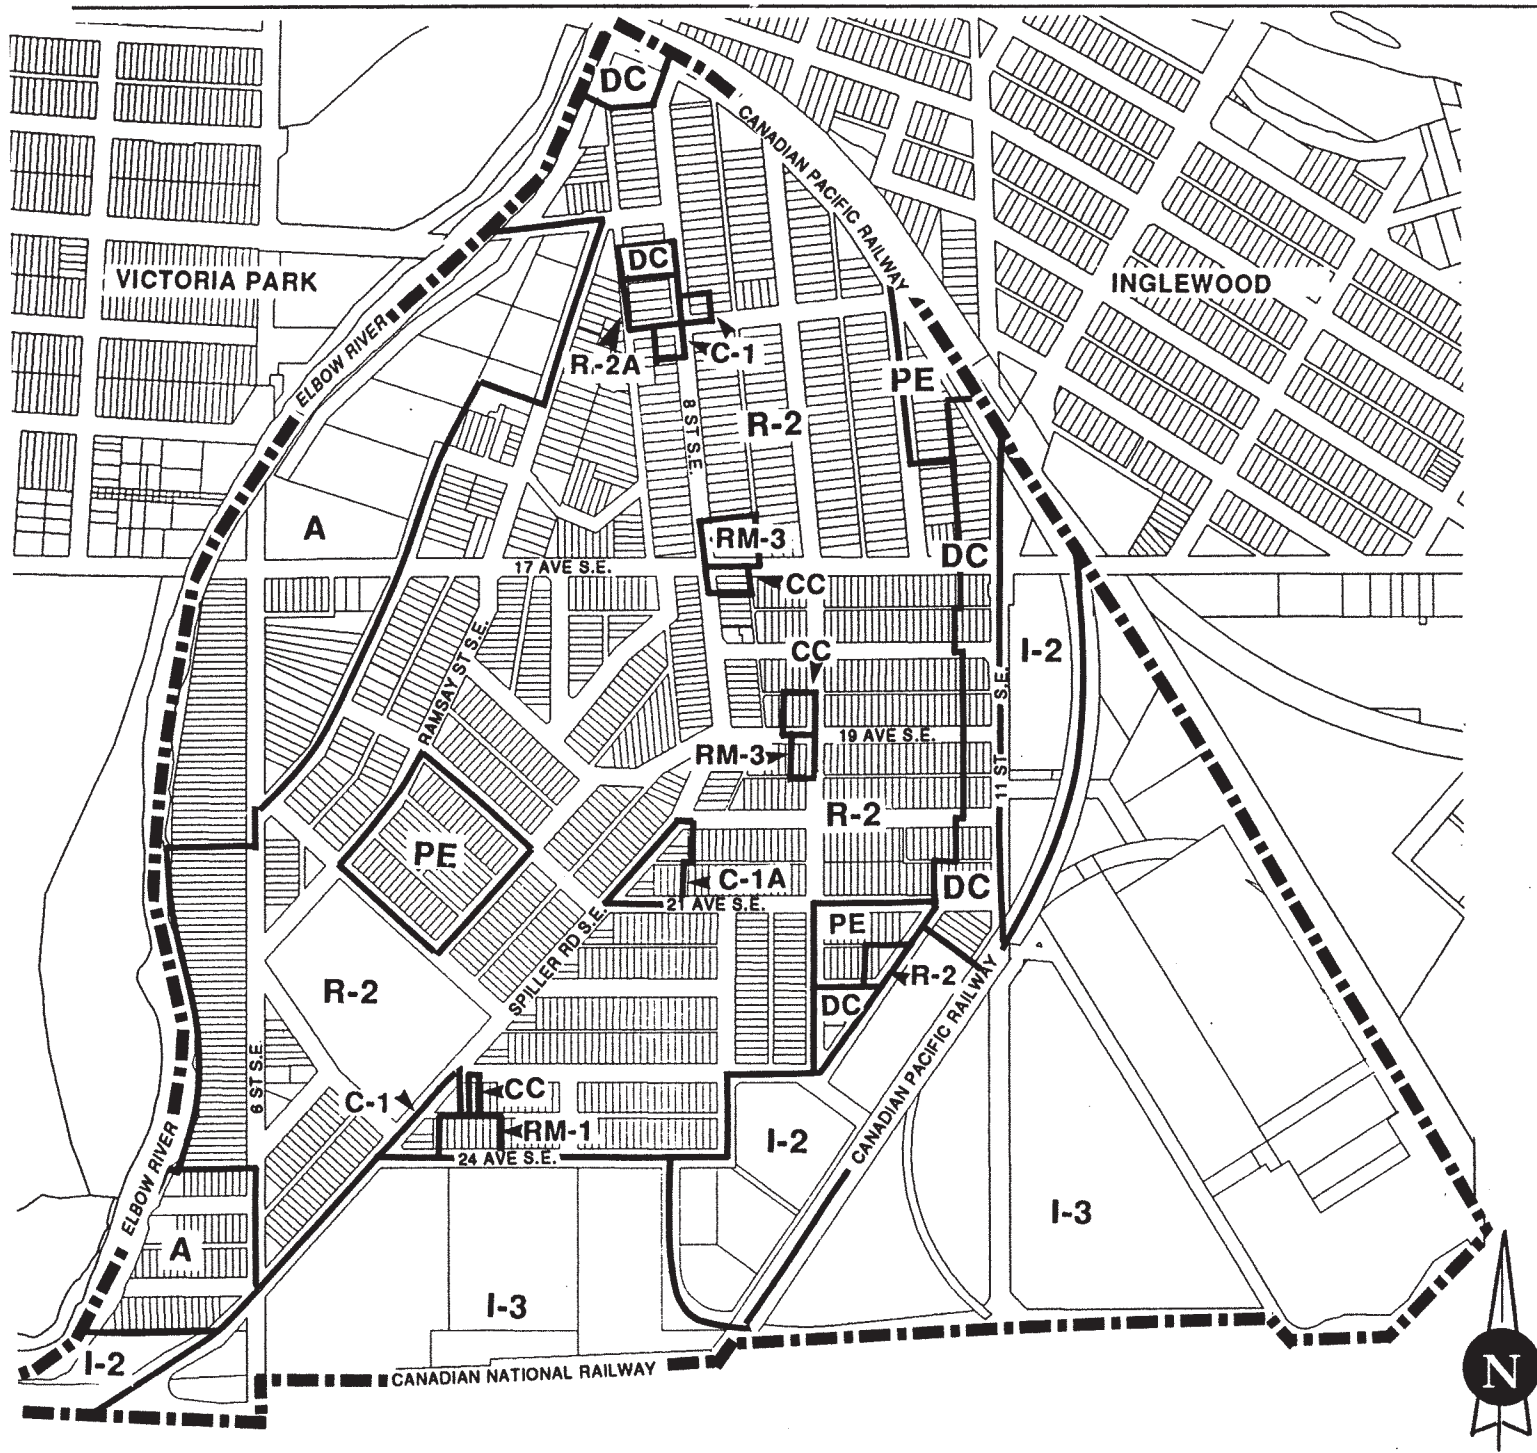 DC
CANADIAN PACIFIC RAILWAY
VICTORIA PARK
DC
INGLEWOOD
ELBOW RIVER
R.-2A
C-1
PE
8 ST S.E.
R-2
A
RM-3
DC
17 AVE S.E.
CC
RAMSAY ST S.E.
CC
I-2
11 ST S.E.
19 AVE S.E.
RM-3
R-2
PE
C-1A
DC
21 AVE S.E.
PE
SPILLER RD S.E.
R-2
R-2
DC
CANADIAN PACIFIC RAILWAY
6 ST S.E.
C-1
CC
RM-1
I-2
24 AVE S.E.
ELBOW RIVER
I-3
A
I-3
I-2
CANADIAN NATIONAL RAILWAY
N